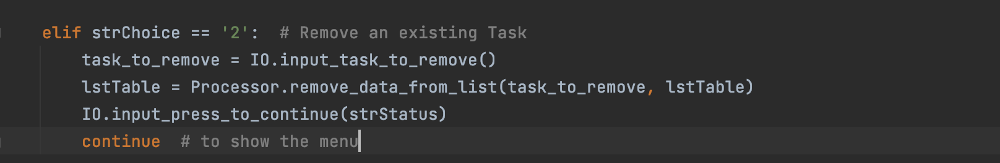 elif strChoice == '2':  # Remove an existing Task
    task_to_remove = IO.input_task_to_remove()
    lstTable = Processor.remove_data_from_list(task_to_remove, lstTable)
    IO.input_press_to_continue(strStatus)
    continue  # to show the menu